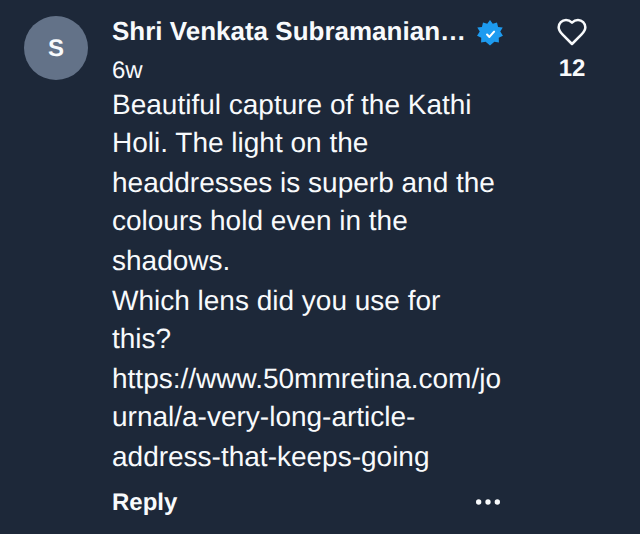 S
Shri Venkata Subramanian…
6w
12
Beautiful capture of the Kathi
Holi. The light on the
headdresses is superb and the
colours hold even in the
shadows.
Which lens did you use for
this?
https://www.50mmretina.com/jo
urnal/a-very-long-article-
address-that-keeps-going
Reply